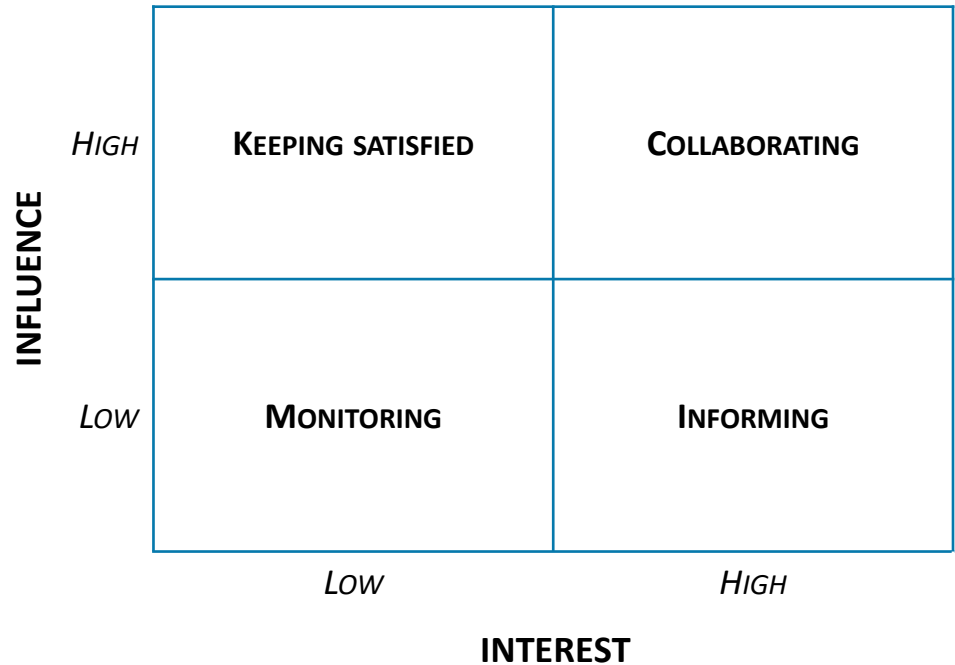 INFLUENCE
HIGH
KEEPING SATISFIED
COLLABORATING
LOW
MONITORING
INFORMING
LOW
HIGH
INTEREST